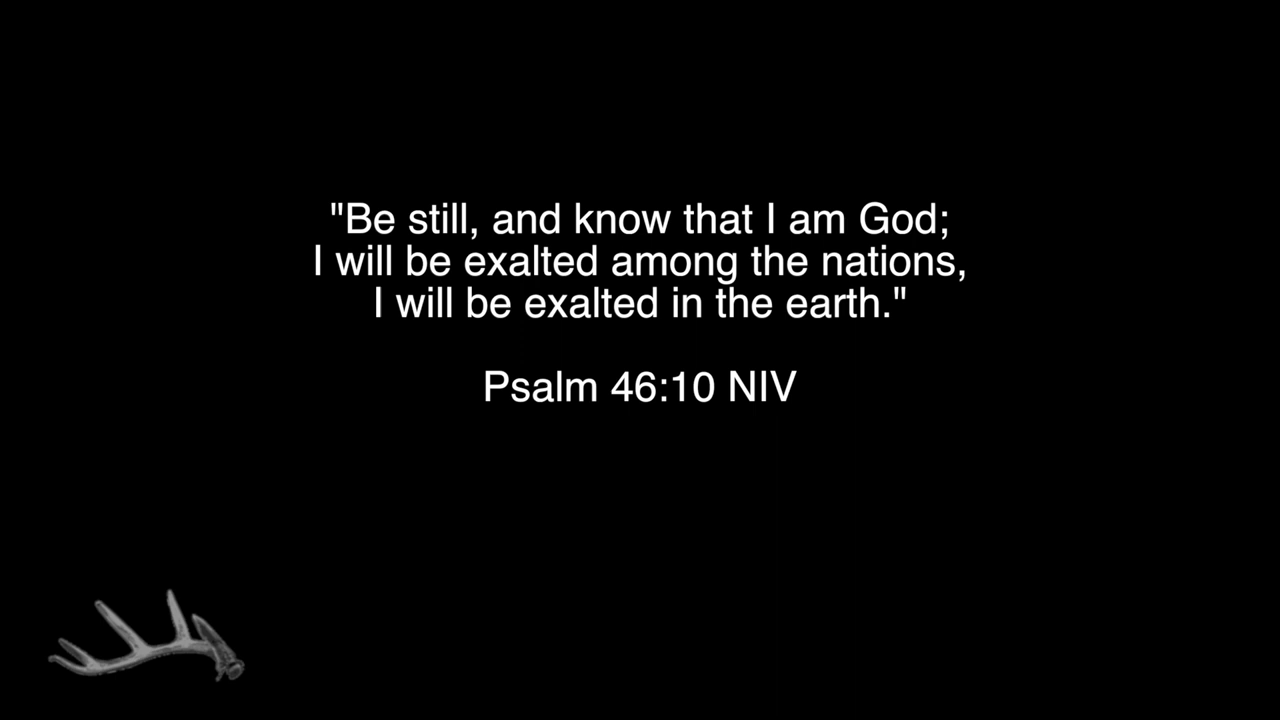 "Be still, and know that I am God;
I will be exalted among the nations,
I will be exalted in the earth."
Psalm 46:10 NIV